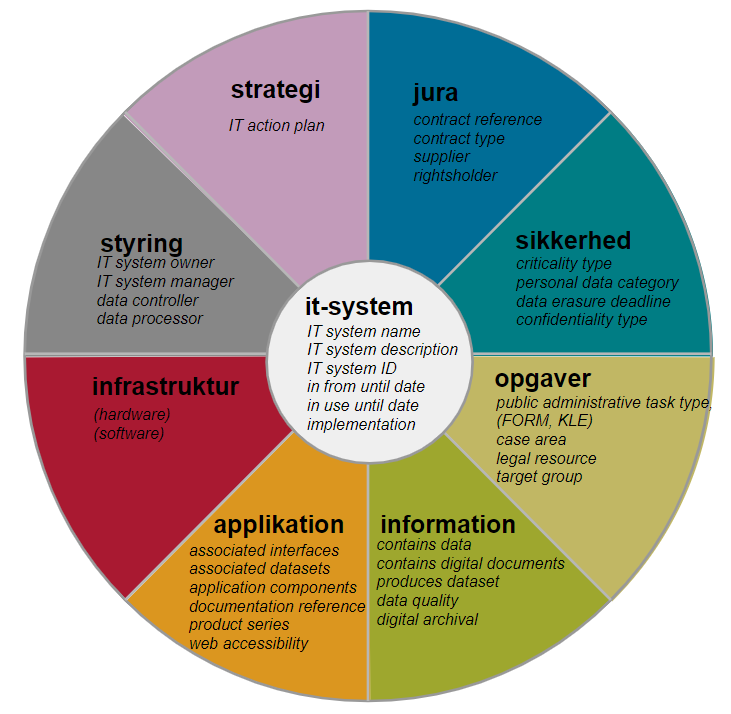 strategi
IT action plan
jura
contract reference
contract type
supplier
rightsholder
styring
IT system owner
IT system manager
data controller
data processor
sikkerhed
criticality type
personal data category
data erasure deadline
confidentiality type
it-system
IT system name
IT system description
IT system ID
in from until date
in use until date
implementation
infrastruktur
(hardware)
(software)
opgaver
public administrative task type,
(FORM, KLE)
case area
legal resource
target group
applikation
associated interfaces
associated datasets
application components
documentation reference
product series
web accessibility
information
contains data
contains digital documents
produces dataset
data quality
digital archival